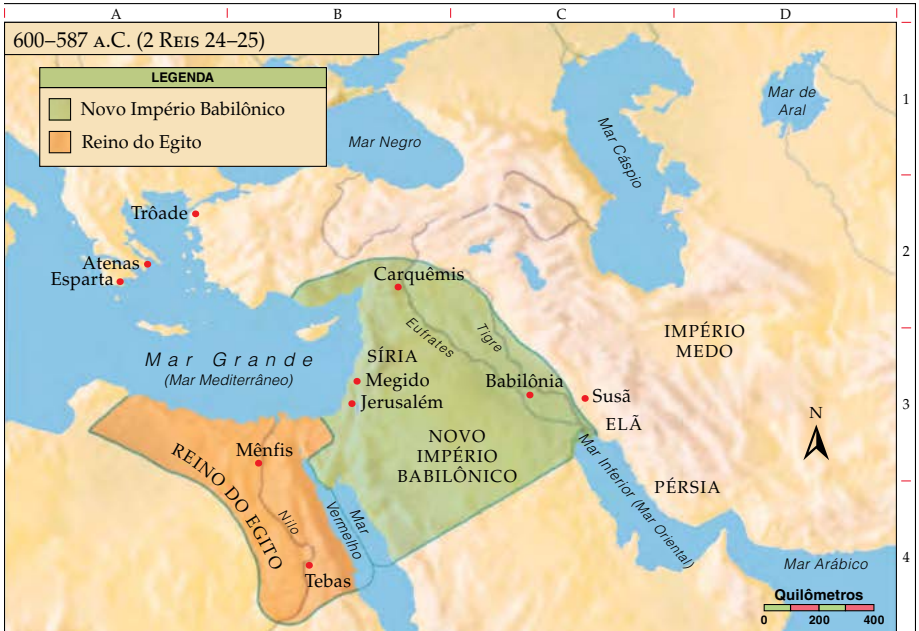 A
B
C
D
600–587 A.C. (2 REIS 24–25)
LEGENDA
Novo Império Babilônico
Reino do Egito
1
2
3
4
Mar Negro
Mar Cáspio
Mar de
Aral
Trôade
Atenas
Esparta
Carquêmis
Eufrates
Tigre
Mar Grande
(Mar Mediterrâneo)
SÍRIA
Megido
Jerusalém
Babilônia
Susã
ELÃ
IMPÉRIO
MEDO
NOVO
IMPÉRIO
BABILÔNICO
PÉRSIA
N
REINO DO EGITO
Mênfis
Nilo
Tebas
Mar
Vermelho
Mar Inferior (Mar Oriental)
Mar Arábico
Quilômetros
0 200 400